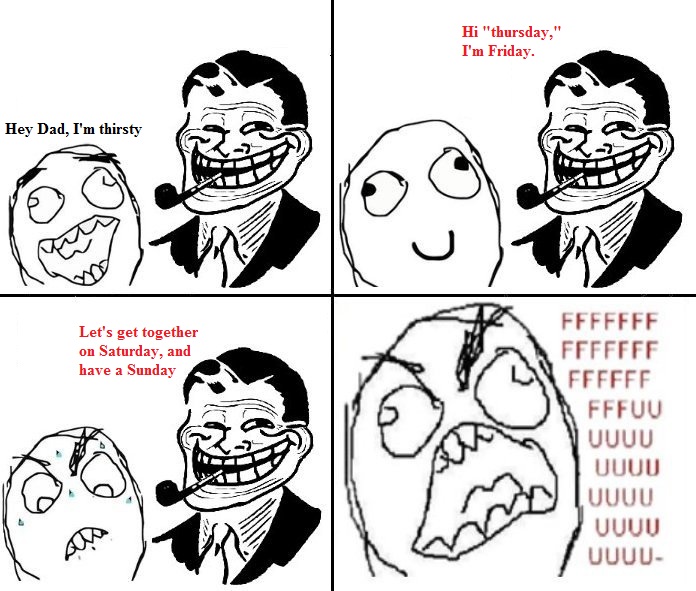 Hey Dad, I'm thirsty
Hi "thursday,"
I'm Friday.
Let's get together
on Saturday, and
have a Sunday
FFFFFFF
FFFFFFF
FFFFFF
FFFUU
UUUU
UUUU
UUUU
UUUU
UUUU-